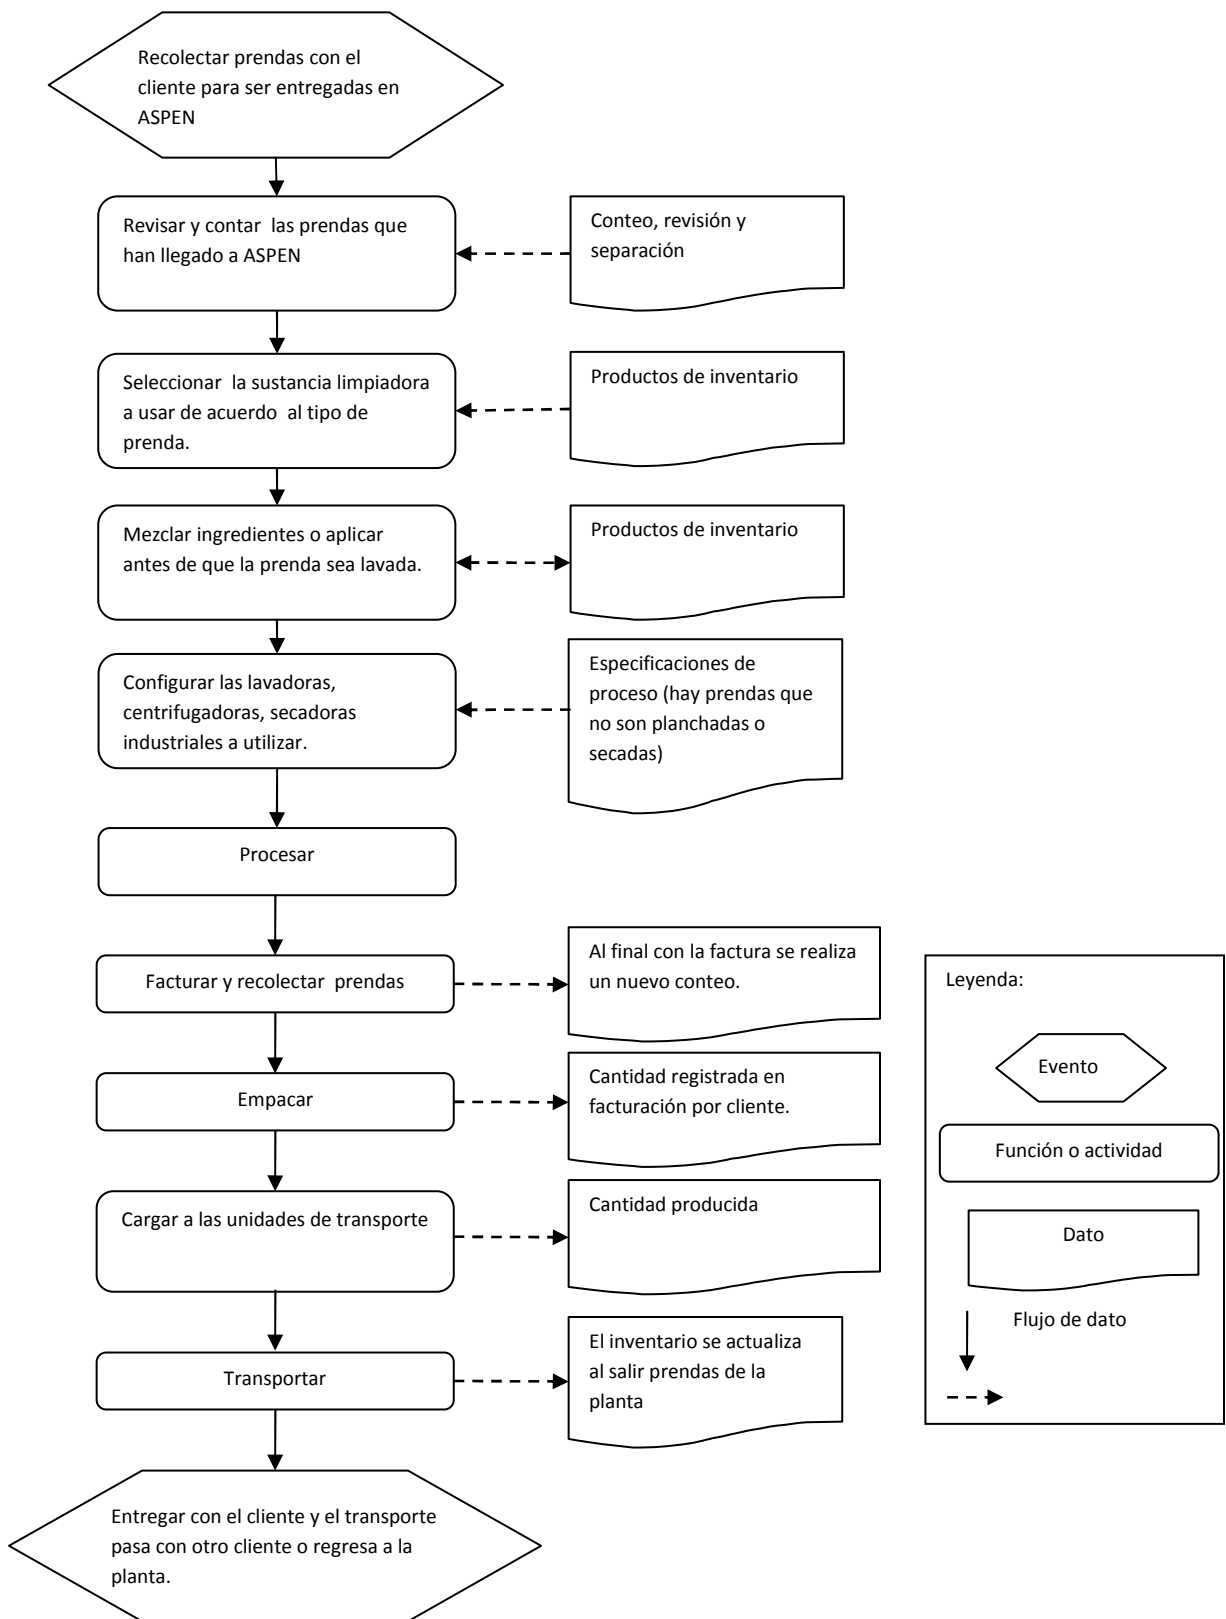 Recolectar prendas con el
cliente para ser entregadas en
ASPEN
Revisar y contar las prendas que
han llegado a ASPEN
Conteo, revisión y
separación
Seleccionar la sustancia limpiadora
a usar de acuerdo al tipo de
prenda.
Productos de inventario
Mezclar ingredientes o aplicar
antes de que la prenda sea lavada.
Productos de inventario
Configurar las lavadoras,
centrifugadoras, secadoras
industriales a utilizar.
Especificaciones de
proceso (hay prendas que
no son planchadas o
secadas)
Procesar
Facturar y recolectar prendas
Al final con la factura se realiza
un nuevo conteo.
Empacar
Cantidad registrada en
facturación por cliente.
Cargar a las unidades de transporte
Cantidad producida
Transportar
El inventario se actualiza
al salir prendas de la
planta
Entregar con el cliente y el transporte
pasa con otro cliente o regresa a la
planta.
Leyenda:
Evento
Función o actividad
Dato
Flujo de dato